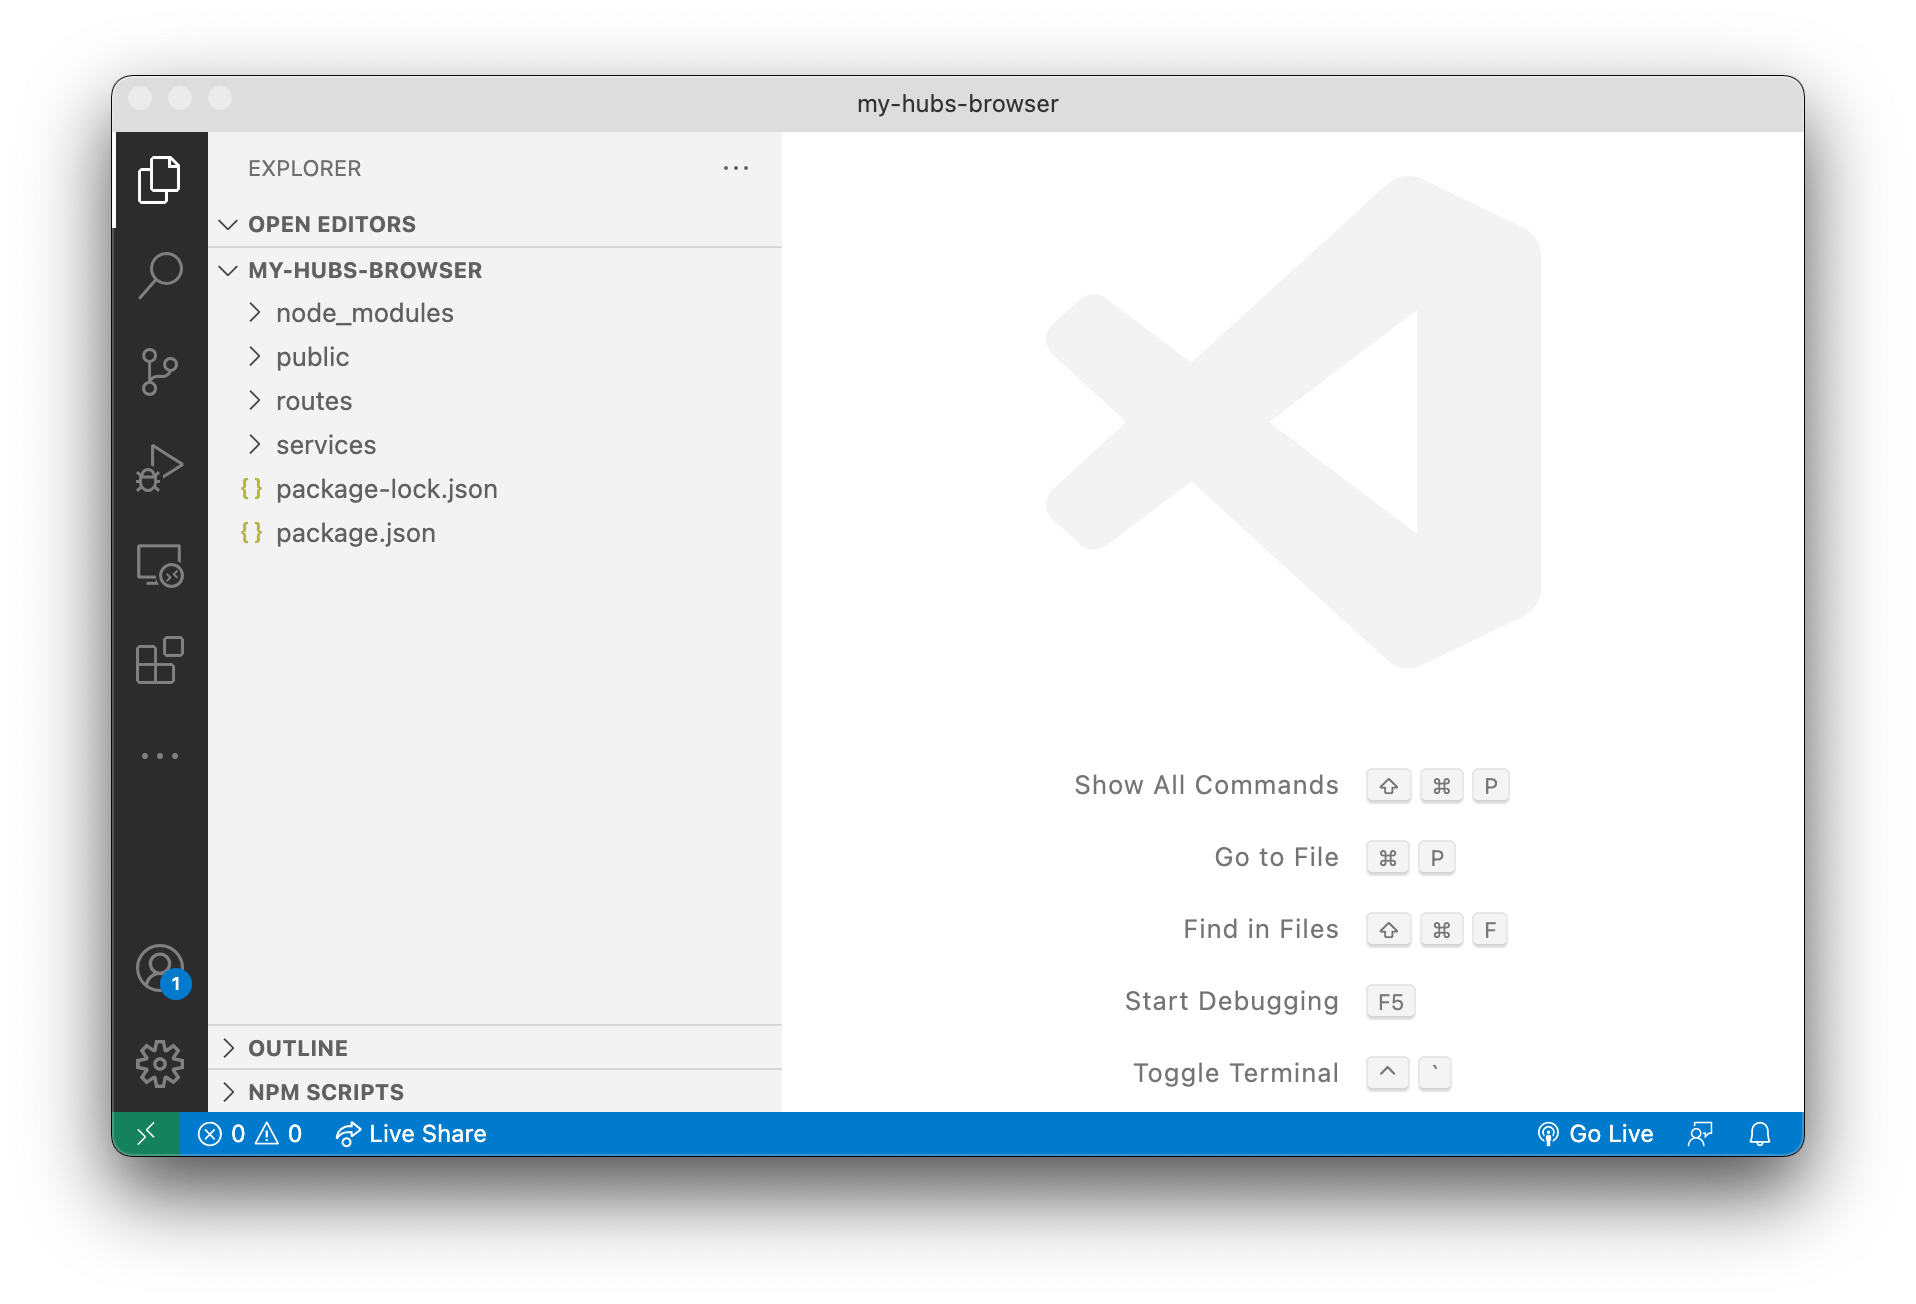 my-hubs-browser
EXPLORER
OPEN EDITORS
MY-HUBS-BROWSER
node_modules
public
routes
services
{} package-lock.json
{} package.json
1
OUTLINE
NPM SCRIPTS
Show All Commands ⇧ ⌘ P
Go to File ⌘ P
Find in Files ⇧ ⌘ F
Start Debugging F5
Toggle Terminal ^ `
0 0 Live Share Go Live